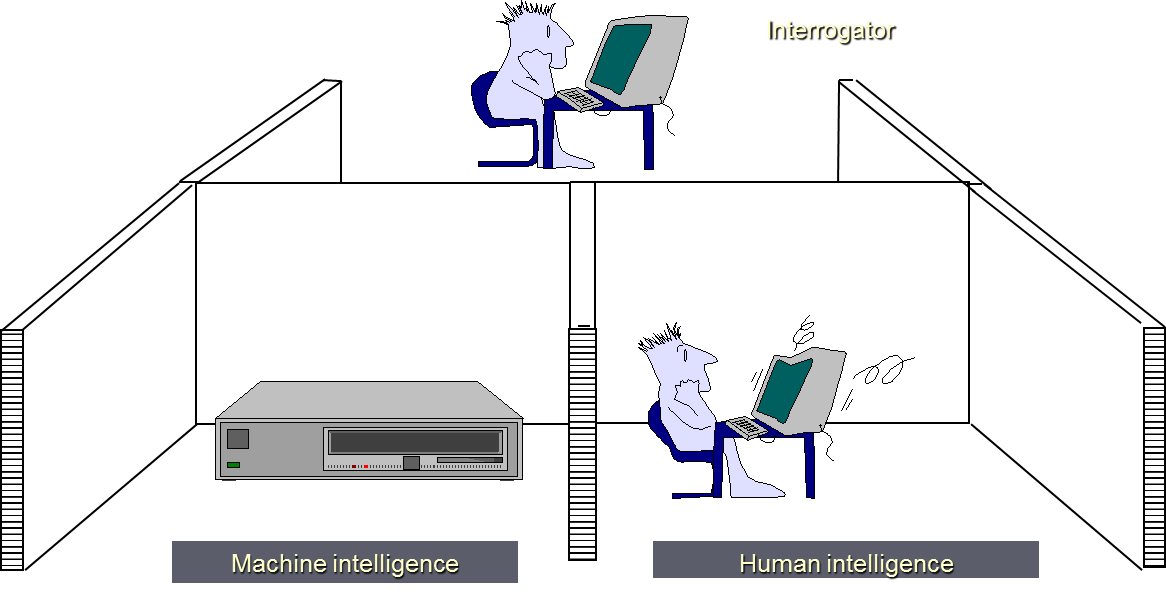 Interrogator
Machine intelligence
Human intelligence